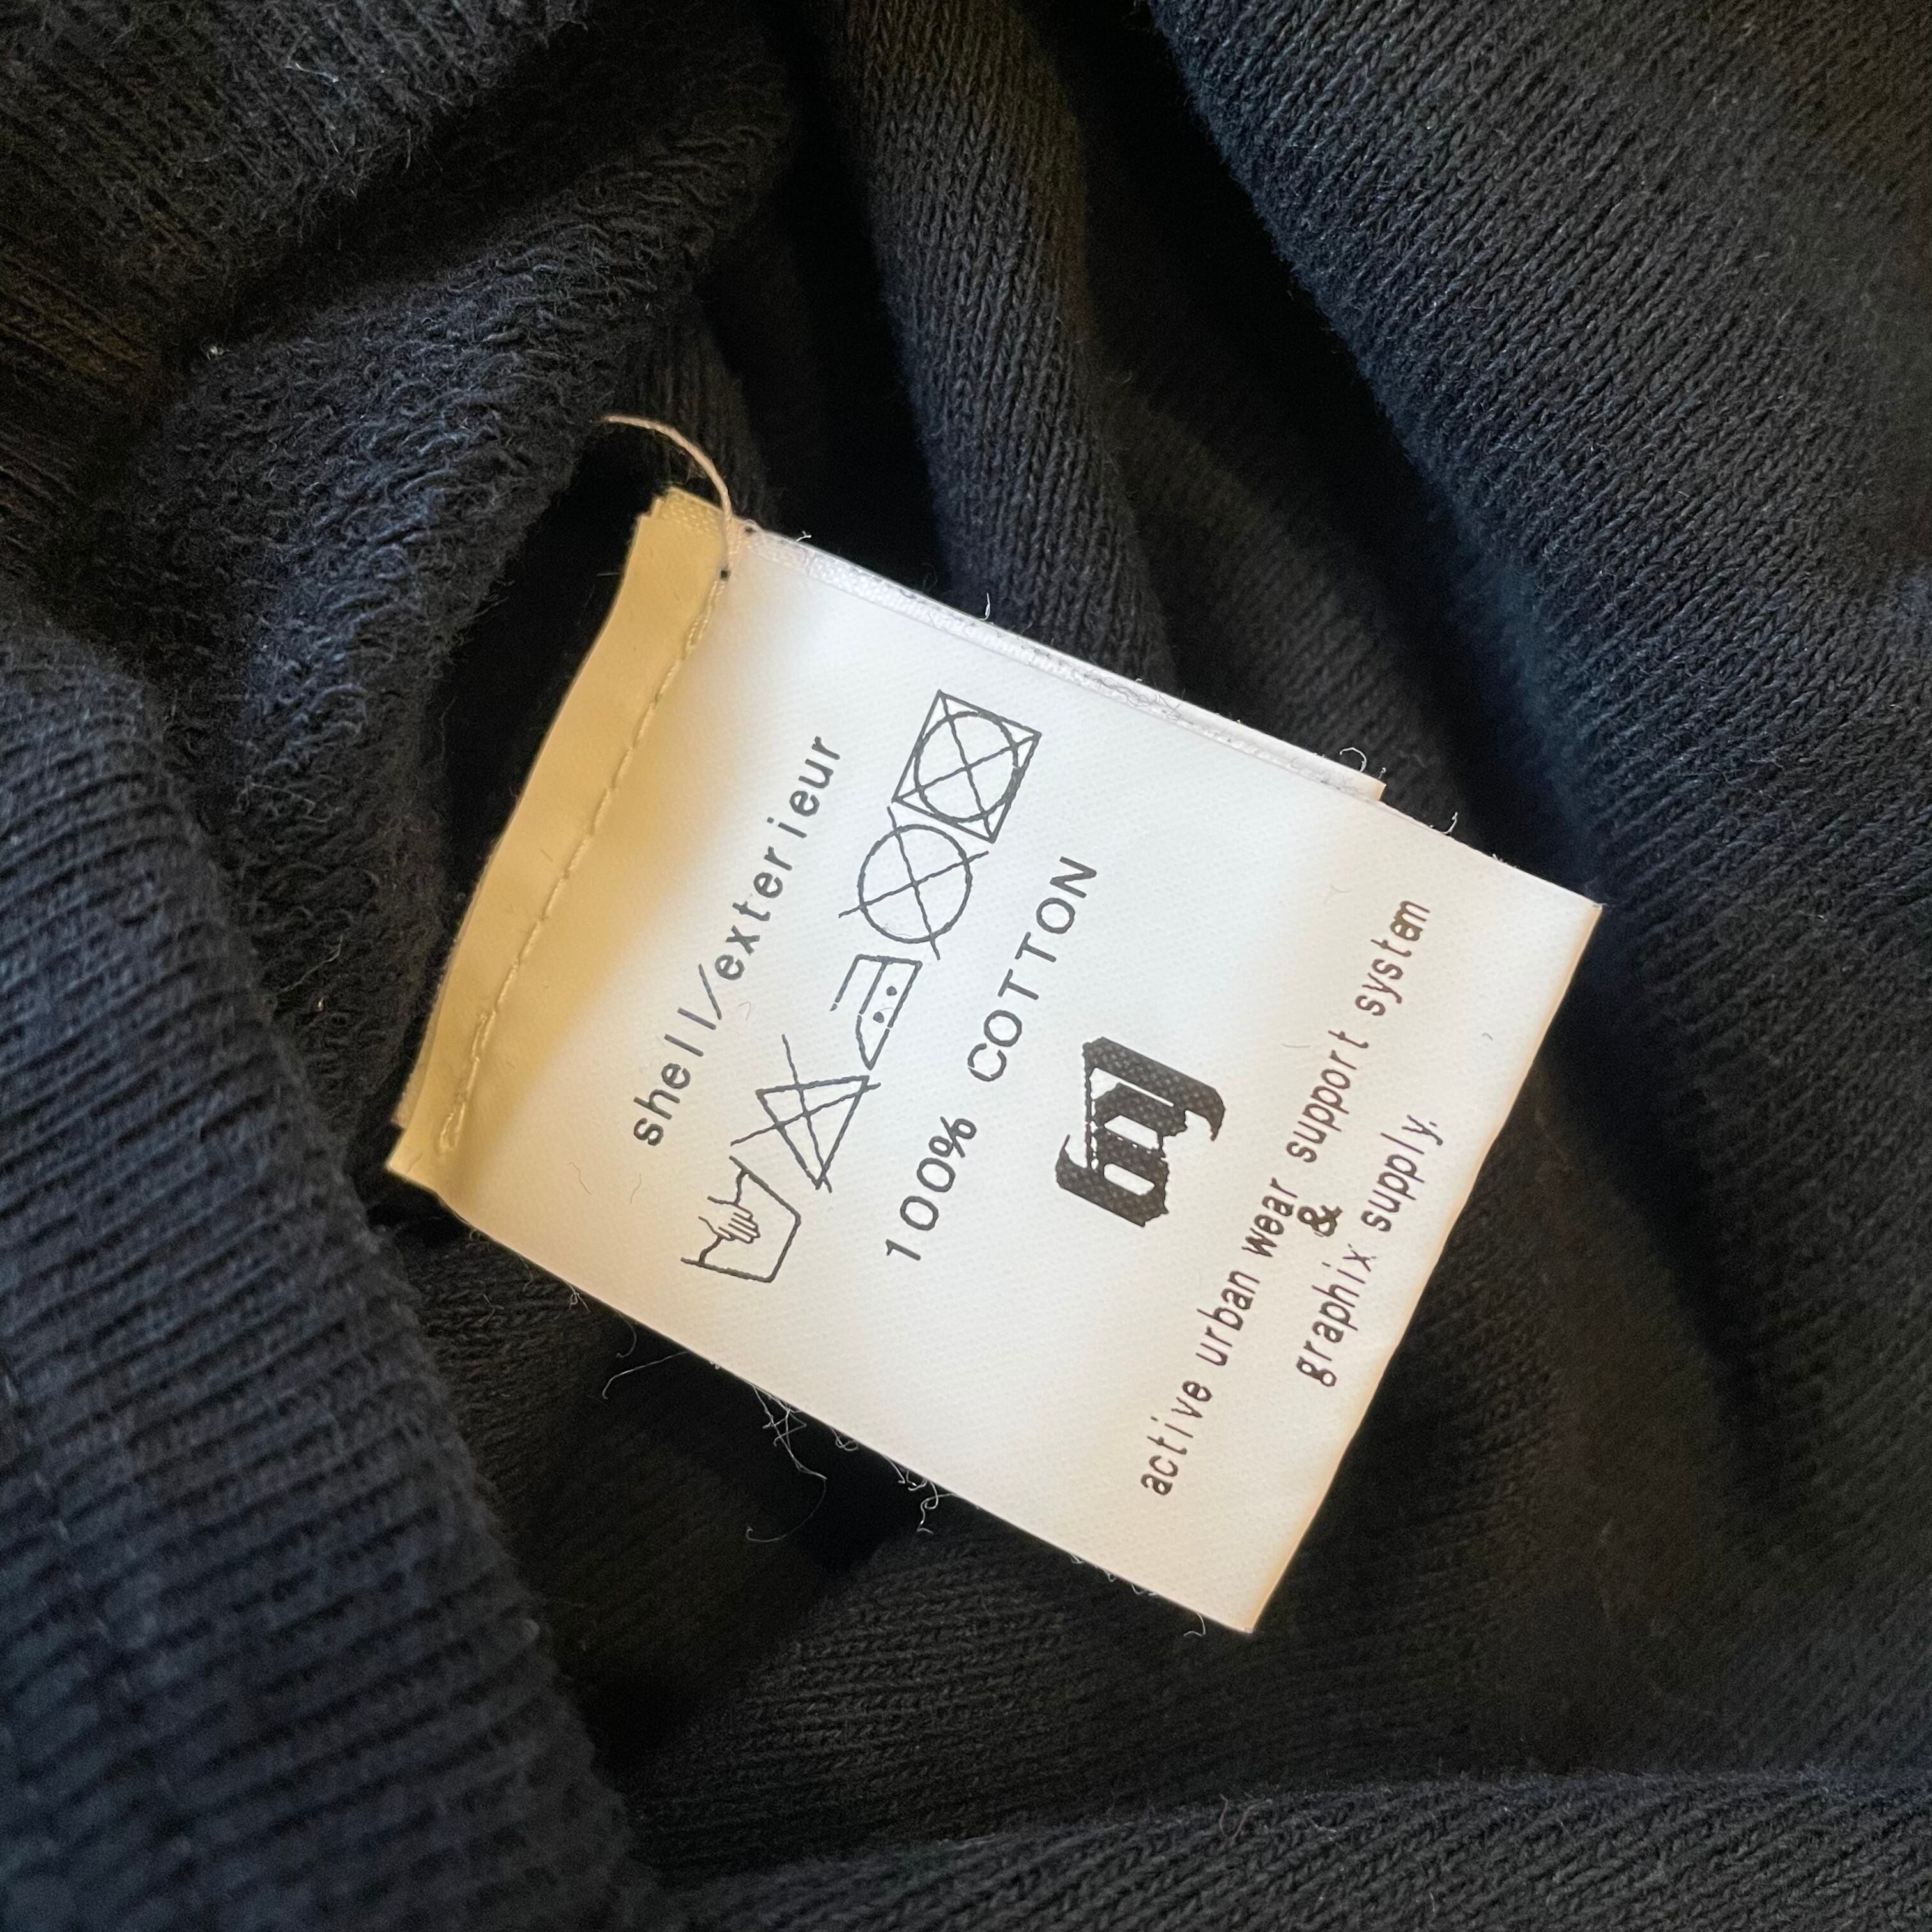 shell/exterieur
100% COTTON
active urban wear support system
&
graphix supply.